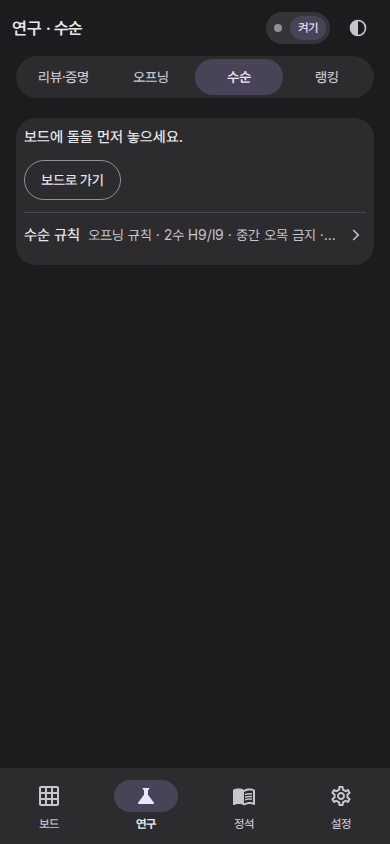 연구 · 수순
켜기
리뷰·증명 오프닝 수순 랭킹
보드에 돌을 먼저 놓으세요.
보드로 가기
수순 규칙 오프닝 규칙 · 2수 H9/I9 · 중간 오목 금지 ·...
보드 연구 정석 설정